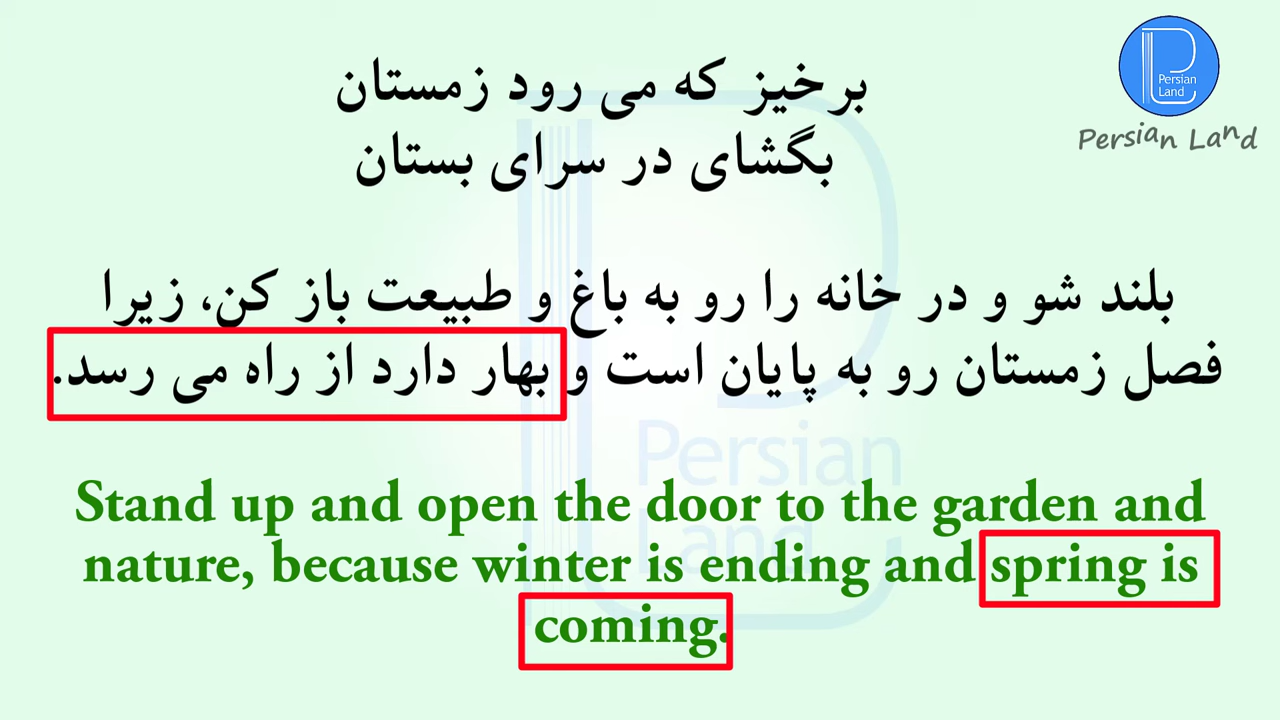 برخیز که می رود زمستان
بگشای در سرای بستان
بلند شو و در خانه را رو به باغ و طبیعت باز کن، زیرا
فصل زمستان رو به پایان است و بهار دارد از راه می رسد.
Stand up and open the door to the garden and
nature, because winter is ending and spring is
coming.
Persian
Land
Persian Land
Persian
Land